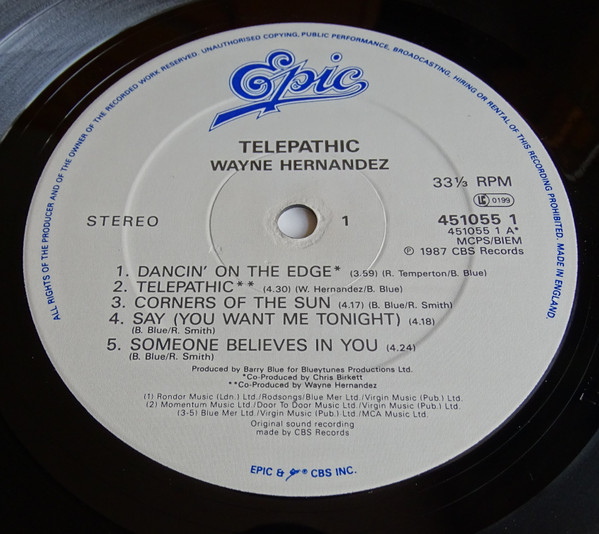 ALL RIGHTS OF THE PRODUCER AND OF THE OWNER OF THE RECORDED WORK RESERVED. UNAUTHORISED COPYING, PUBLIC PERFORMANCE, BROADCASTING, HIRING OR RENTAL OF THIS RECORDING PROHIBITED. MADE IN ENGLAND.
Epic
TELEPATHIC
WAYNE HERNANDEZ
33⅓ RPM
LC 0199
STEREO
1
451055 1
451055 1 A*
MCPS/BIEM
℗ 1987 CBS Records
1. DANCIN' ON THE EDGE* (3.59) (R. Temperton/B. Blue)
2. TELEPATHIC** (4.30) (W. Hernandez/B. Blue)
3. CORNERS OF THE SUN (4.17) (B. Blue/R. Smith)
4. SAY (YOU WANT ME TONIGHT) (4.18)
(B. Blue/R. Smith)
5. SOMEONE BELIEVES IN YOU (4.24)
(B. Blue/R. Smith)
Produced by Barry Blue for Bluetunes Productions Ltd.
*Co-Produced by Chris Birkett
**Co-Produced by Wayne Hernandez
(1) Rondor Music (Ldn.) Ltd./Rodsongs/Blue Mer Ltd./Virgin Music (Pub.) Ltd.
(2) Momentum Music Ltd./Door To Door Music Ltd./Virgin Music (Pub.) Ltd.
(3-5) Blue Mer Ltd./Virgin Music (Pub.) Ltd./MCA Music Ltd.
Original sound recording
made by CBS Records
EPIC & ® CBS INC.